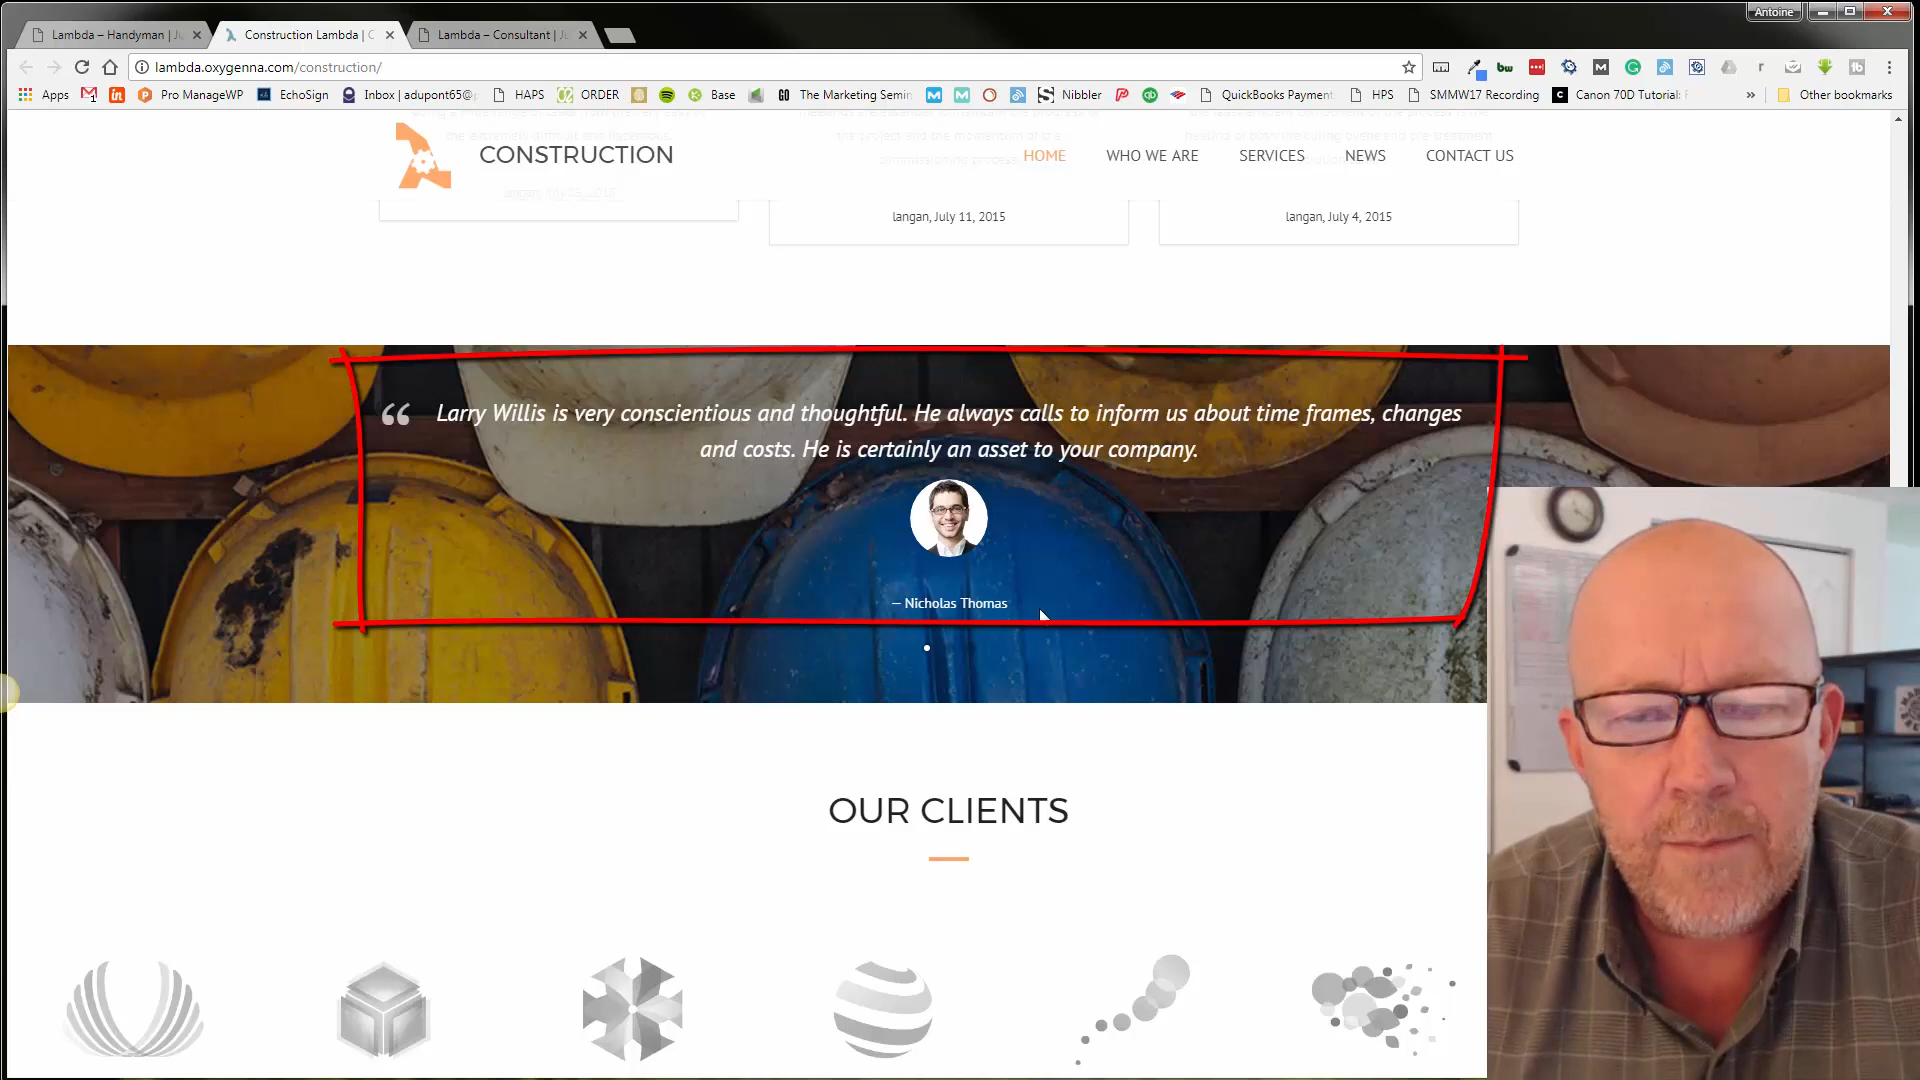 Antoine
Lambda – Handyman | Ju
Construction Lambda | C
Lambda – Consultant | Ju
lambda.oxygenna.com/construction/
Apps
Pro ManageWP
EchoSign
Inbox | adupont65@
HAPS
ORDER
Base
GO The Marketing Semin
Nibbler
QuickBooks Payment
HPS
SMMW17 Recording
C Canon 70D Tutorial:
»
Other bookmarks
CONSTRUCTION
HOME
WHO WE ARE
SERVICES
NEWS
CONTACT US
langan, July 11, 2015
langan, July 4, 2015
“ Larry Willis is very conscientious and thoughtful. He always calls to inform us about time frames, changes
and costs. He is certainly an asset to your company.
— Nicholas Thomas
OUR CLIENTS